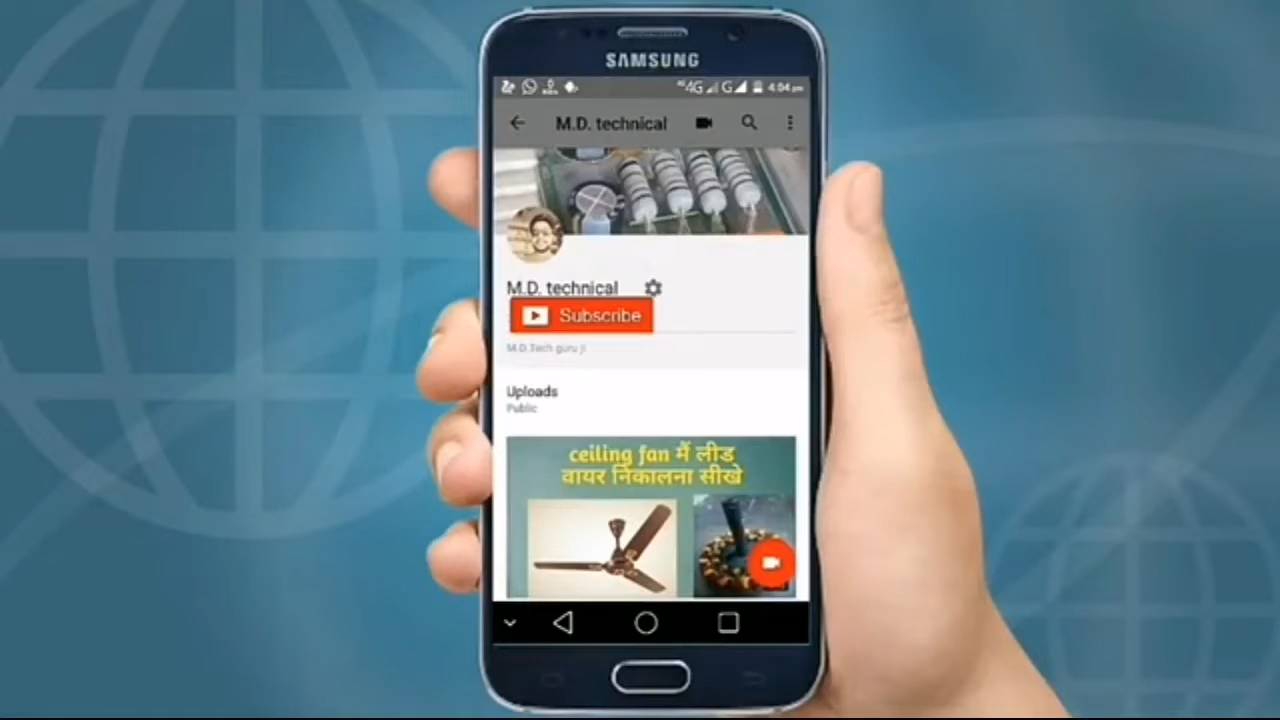 SAMSUNG
4G G 4:04 pm
M.D. technical
M.D. technical
Subscribe
M.D.Tech guru ji
Uploads
Public
ceiling fan मैं लीड
वायर निकालना सीखे